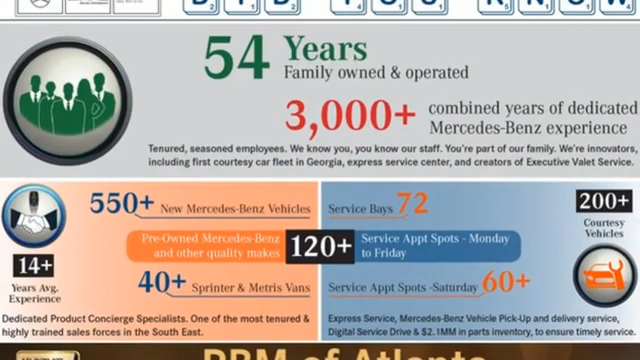 DID YOU KNOW
54 Years
Family owned & operated
3,000+ combined years of dedicated
Mercedes-Benz experience
Tenured, seasoned employees. We know you, you know our staff. You're part of our family. We're innovators,
including first courtesy car fleet in Georgia, express service center, and creators of Executive Valet Service.
14+
Years Avg.
Experience
550+ New Mercedes-Benz Vehicles
Pre-Owned Mercedes-Benz
and other quality makes
120+
40+ Sprinter & Metris Vans
Dedicated Product Concierge Specialists. One of the most tenured &
highly trained sales forces in the South East.
Service Bays 72
Service Appt Spots - Monday
to Friday
Service Appt Spots -Saturday 60+
200+
Courtesy
Vehicles
Express Service, Mercedes-Benz Vehicle Pick-Up and delivery service,
Digital Service Drive & $2.1MM in parts inventory, to ensure timely service.
RBM of Atlanta